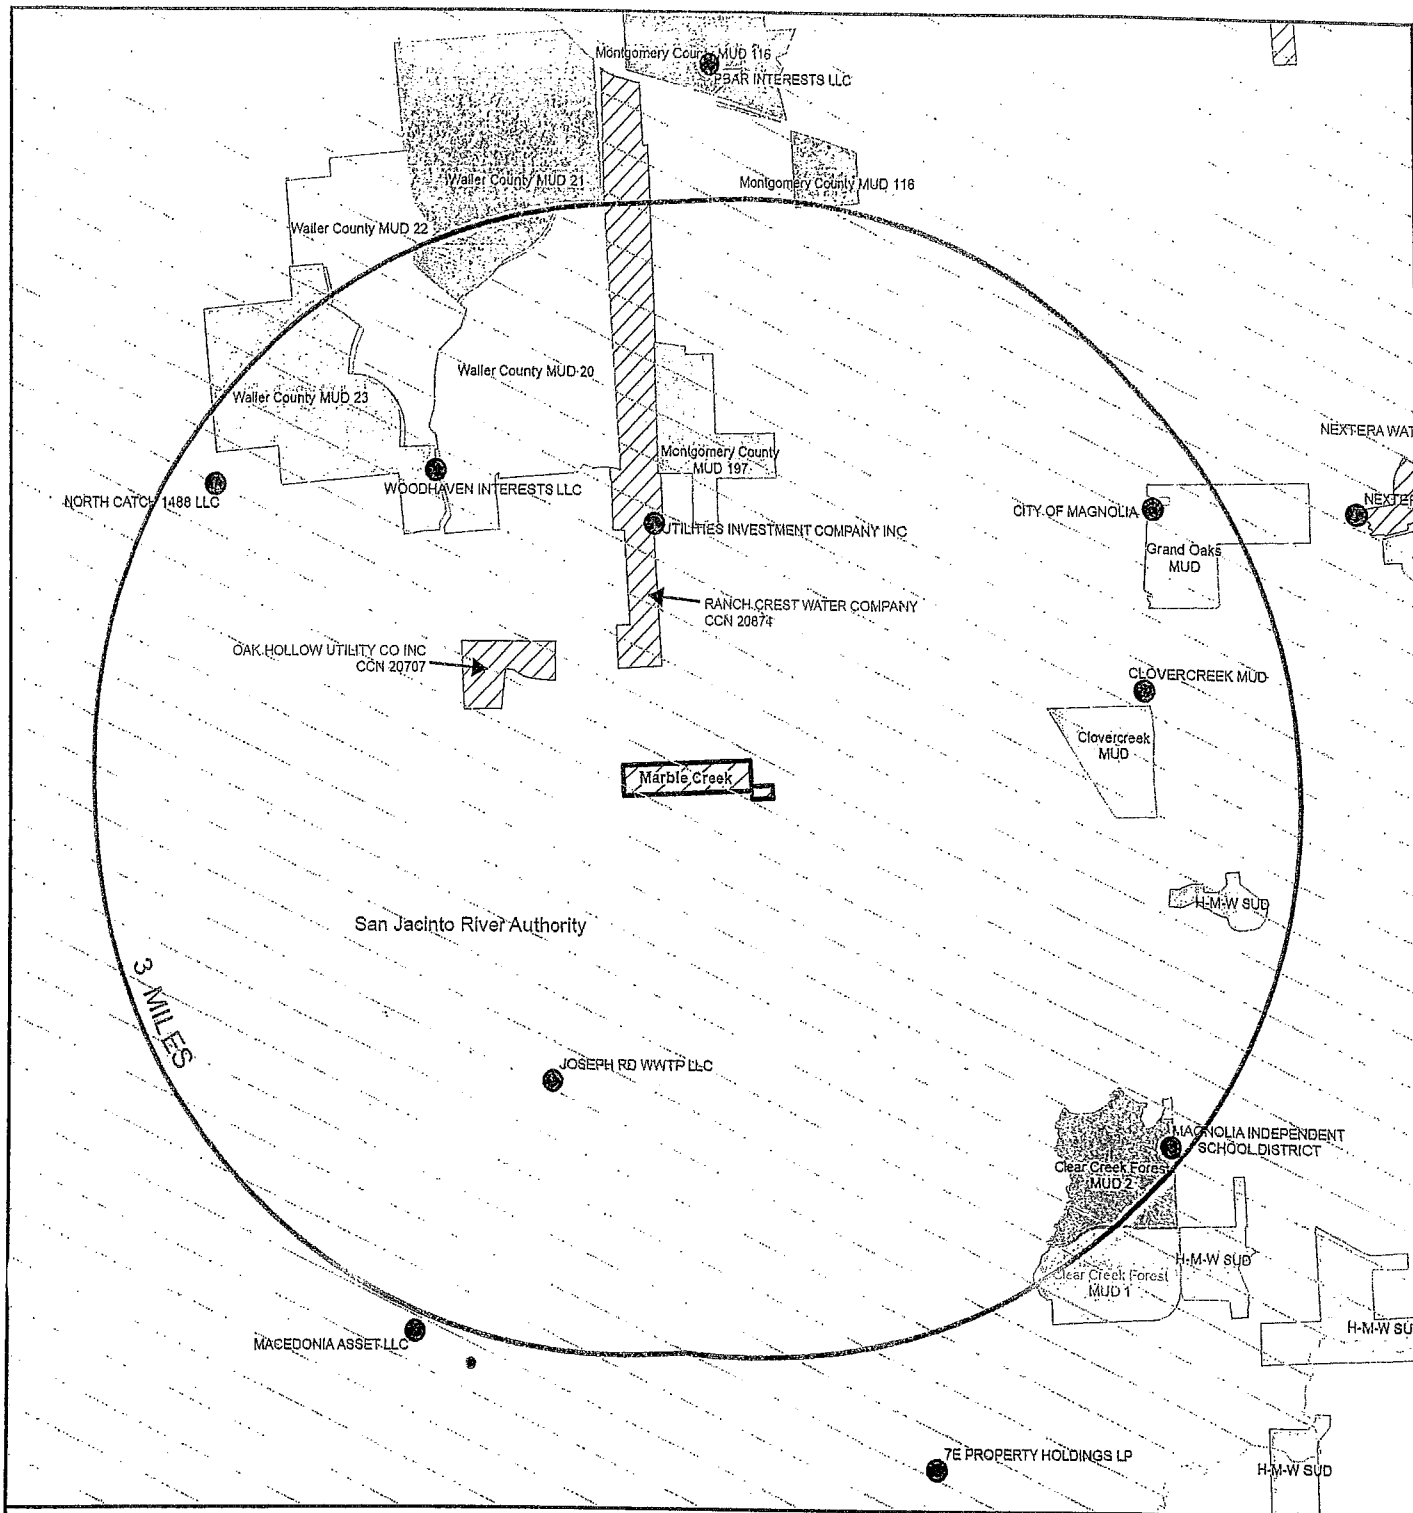 Montgomery County MUD 116
PBAR INTERESTS LLC
Waller County MUD 21
Montgomery County MUD 116
Waller County MUD 22
Waller County MUD 20
Waller County MUD 23
Montgomery County
MUD 197
NEXTERA WAT
NORTH CATCH 1488 LLC
WOODHAVEN INTERESTS LLC
CITY OF MAGNOLIA
NEXTER
UTILITIES INVESTMENT COMPANY INC
Grand Oaks
MUD
RANCH CREST WATER COMPANY
CCN 20874
OAK HOLLOW UTILITY CO INC
CCN 20707
CLOVERCREEK MUD
Clovercreek
MUD
Marble Creek
H-M-W SUD
San Jacinto River Authority
3 MILES
JOSEPH RD WWTP LLC
MAGNOLIA INDEPENDENT
SCHOOL DISTRICT
Clear Creek Forest
MUD 2
H-M-W SUD
Clear Creek Forest
MUD 1
H-M-W SU
MACEDONIA ASSET LLC
7E PROPERTY HOLDINGS LP
H-M-W SUD